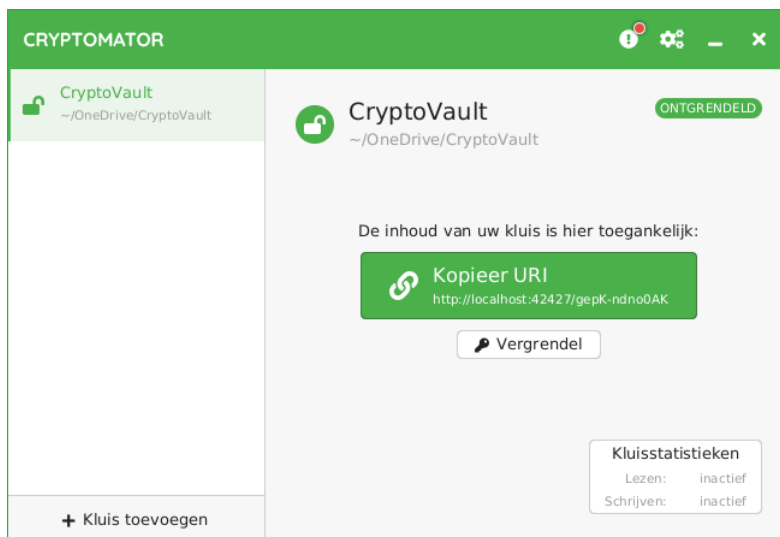 CRYPTOMATOR
CryptoVault
~/OneDrive/CryptoVault
CryptoVault
ONTGRENDELD
~/OneDrive/CryptoVault
De inhoud van uw kluis is hier toegankelijk:
Kopieer URI
http://localhost:42427/gepK-ndno0AK
Vergrendel
Kluisstatistieken
Lezen: inactief
Schrijven: inactief
+ Kluis toevoegen